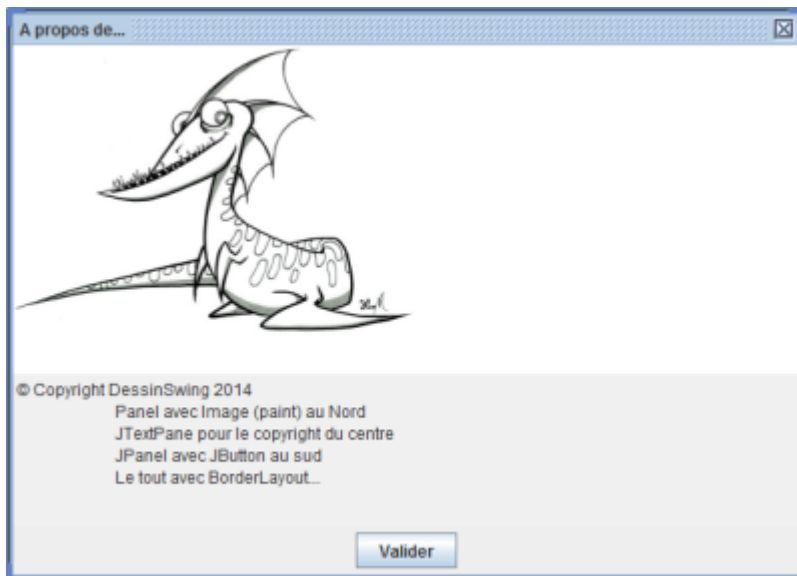 A propos de...
© Copyright DessinSwing 2014
Panel avec Image (paint) au Nord
JTextPane pour le copyright du centre
JPanel avec JButton au sud
Le tout avec BorderLayout...
Valider